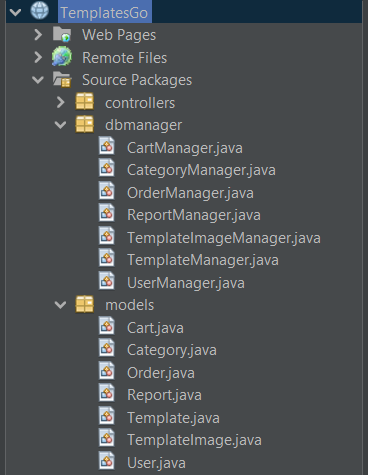 TemplatesGo
Web Pages
Remote Files
Source Packages
controllers
dbmanager
CartManager.java
CategoryManager.java
OrderManager.java
ReportManager.java
TemplateImageManager.java
TemplateManager.java
UserManager.java
models
Cart.java
Category.java
Order.java
Report.java
Template.java
TemplateImage.java
User.java